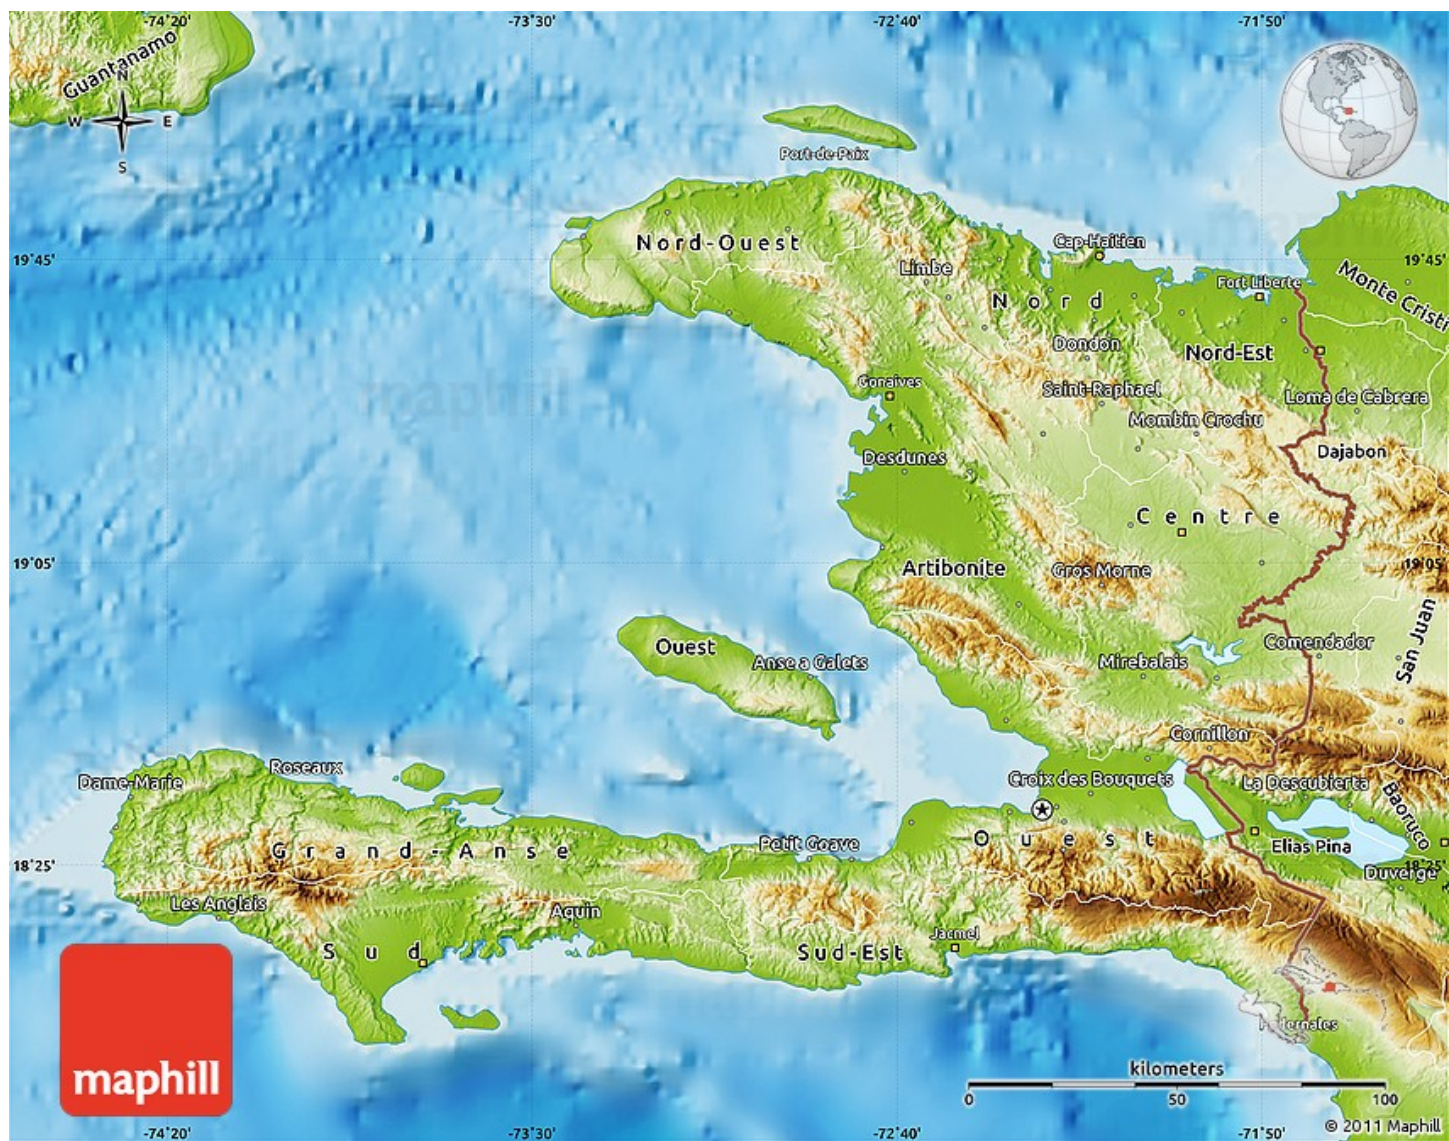 -74°20'
-73°30'
-72°40'
-71°50'
Guantanamo
N
W
E
S
Port-de-Paix
Nord-Ouest
Cap-Haitien
19°45'
19°45'
Limbe
Fort Liberte
Monte Cristi
Nord
Dondon
Nord-Est
Gonaives
Saint-Raphael
Loma de Cabrera
Mombin Crochu
Desdunes
Dajabon
Centre
19°05'
Artibonite
Gros Morne
19°05'
San Juan
Ouest
Anse a Galets
Mirebalais
Comendador
Cornillon
Dame-Marie
Roseaux
Croix des Bouquets
La Descubierta
Baoruco
Petit Goave
Ouest
Elias Pina
Grand-Anse
18°25'
18°25'
Duverge
Les Anglais
Aquin
Jacmel
Sud
Sud-Est
maphill
kilometers
0
50
100
© 2011 Maphill
-74°20'
-73°30'
-72°40'
-71°50'